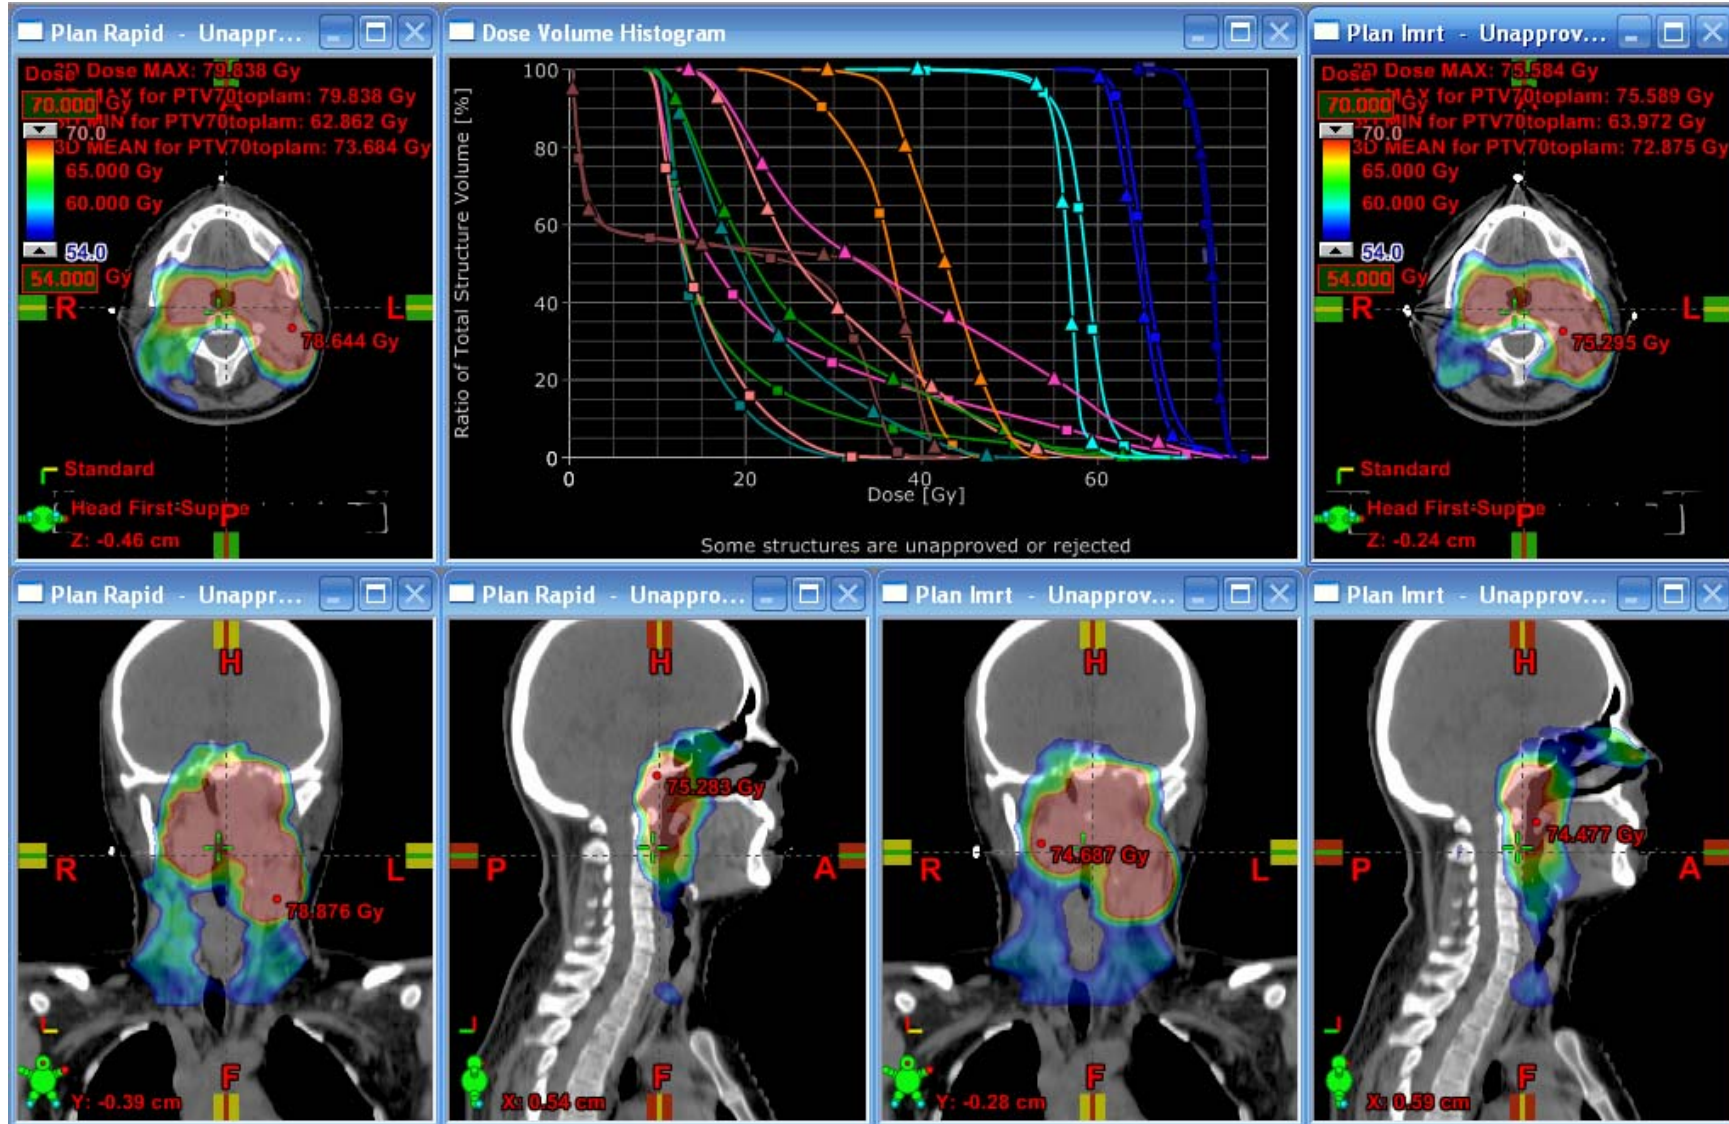 Plan Rapid - Unappr...
Dose
Dose MAX: 79.838 Gy
70.000 Gy
MAX for PTV70toplam: 79.838 Gy
MIN for PTV70toplam: 62.862 Gy
70.0
3D MEAN for PTV70toplam: 73.684 Gy
65.000 Gy
60.000 Gy
54.0
54.000 Gy
R
L
78.644 Gy
Standard
Head First-Supine
P
Z: -0.46 cm
Dose Volume Histogram
Ratio of Total Structure Volume [%]
100
80
60
40
20
0
0
20
40
60
Dose [Gy]
Some structures are unapproved or rejected
Plan Imrt - Unapprov...
Dose
Dose MAX: 75.584 Gy
70.000 Gy
MAX for PTV70toplam: 75.589 Gy
MIN for PTV70toplam: 63.972 Gy
70.0
3D MEAN for PTV70toplam: 72.875 Gy
65.000 Gy
60.000 Gy
54.0
54.000 Gy
R
L
75.295 Gy
Standard
Head First-Supine
P
Z: -0.24 cm
Plan Rapid - Unappr...
H
R
L
78.876 Gy
F
Y: -0.39 cm
Plan Rapid - Unappro...
H
75.283 Gy
P
A
F
X: 0.54 cm
Plan Imrt - Unapprov...
H
74.687 Gy
R
L
F
Y: -0.28 cm
Plan Imrt - Unapprov...
H
74.477 Gy
P
A
F
X: 0.59 cm